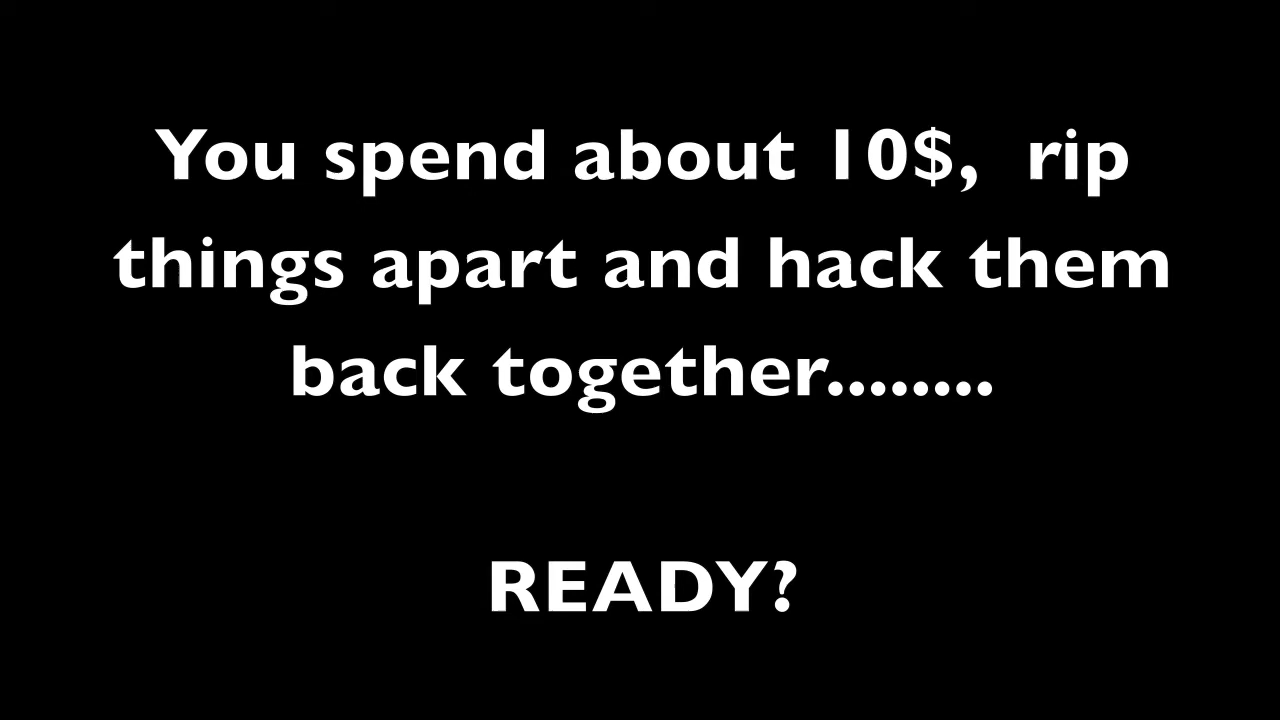 You spend about 10$,  rip
things apart and hack them
back together........
READY?